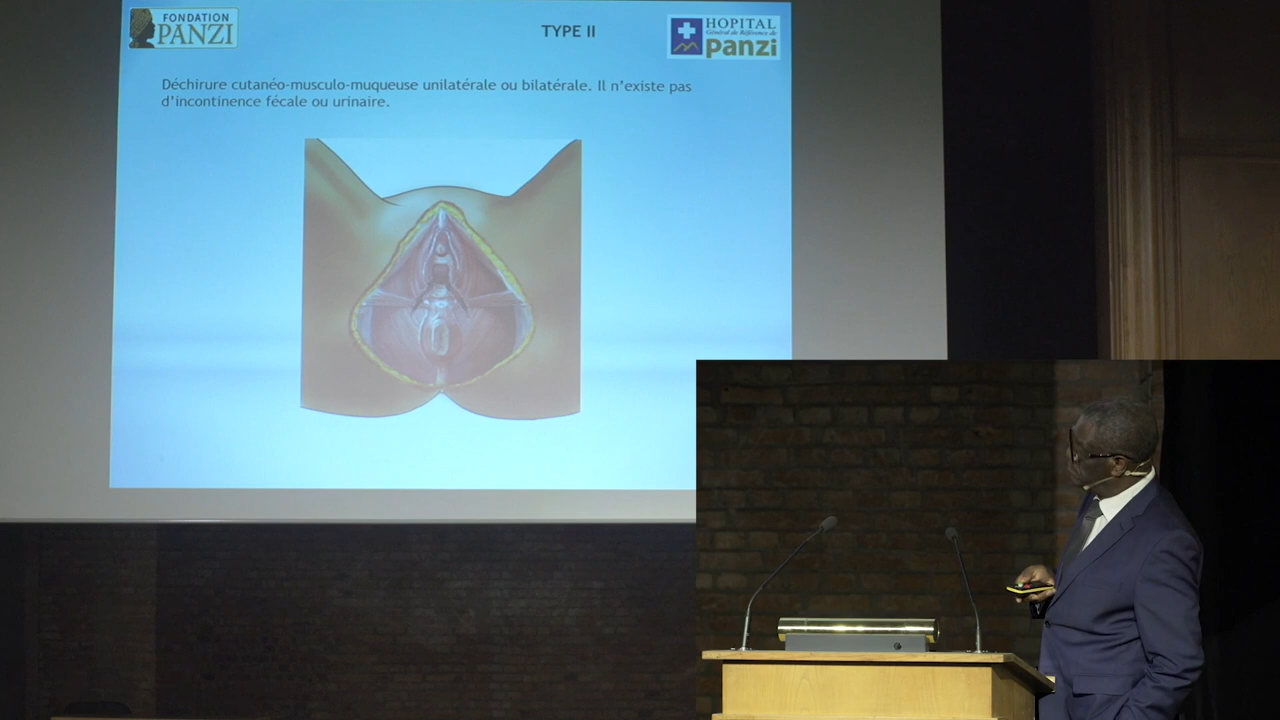 FONDATION
PANZI
TYPE II
HOPITAL
Général de Référence de
panzi
Déchirure cutanéo-musculo-muqueuse unilatérale ou bilatérale. Il n’existe pas
d’incontinence fécale ou urinaire.